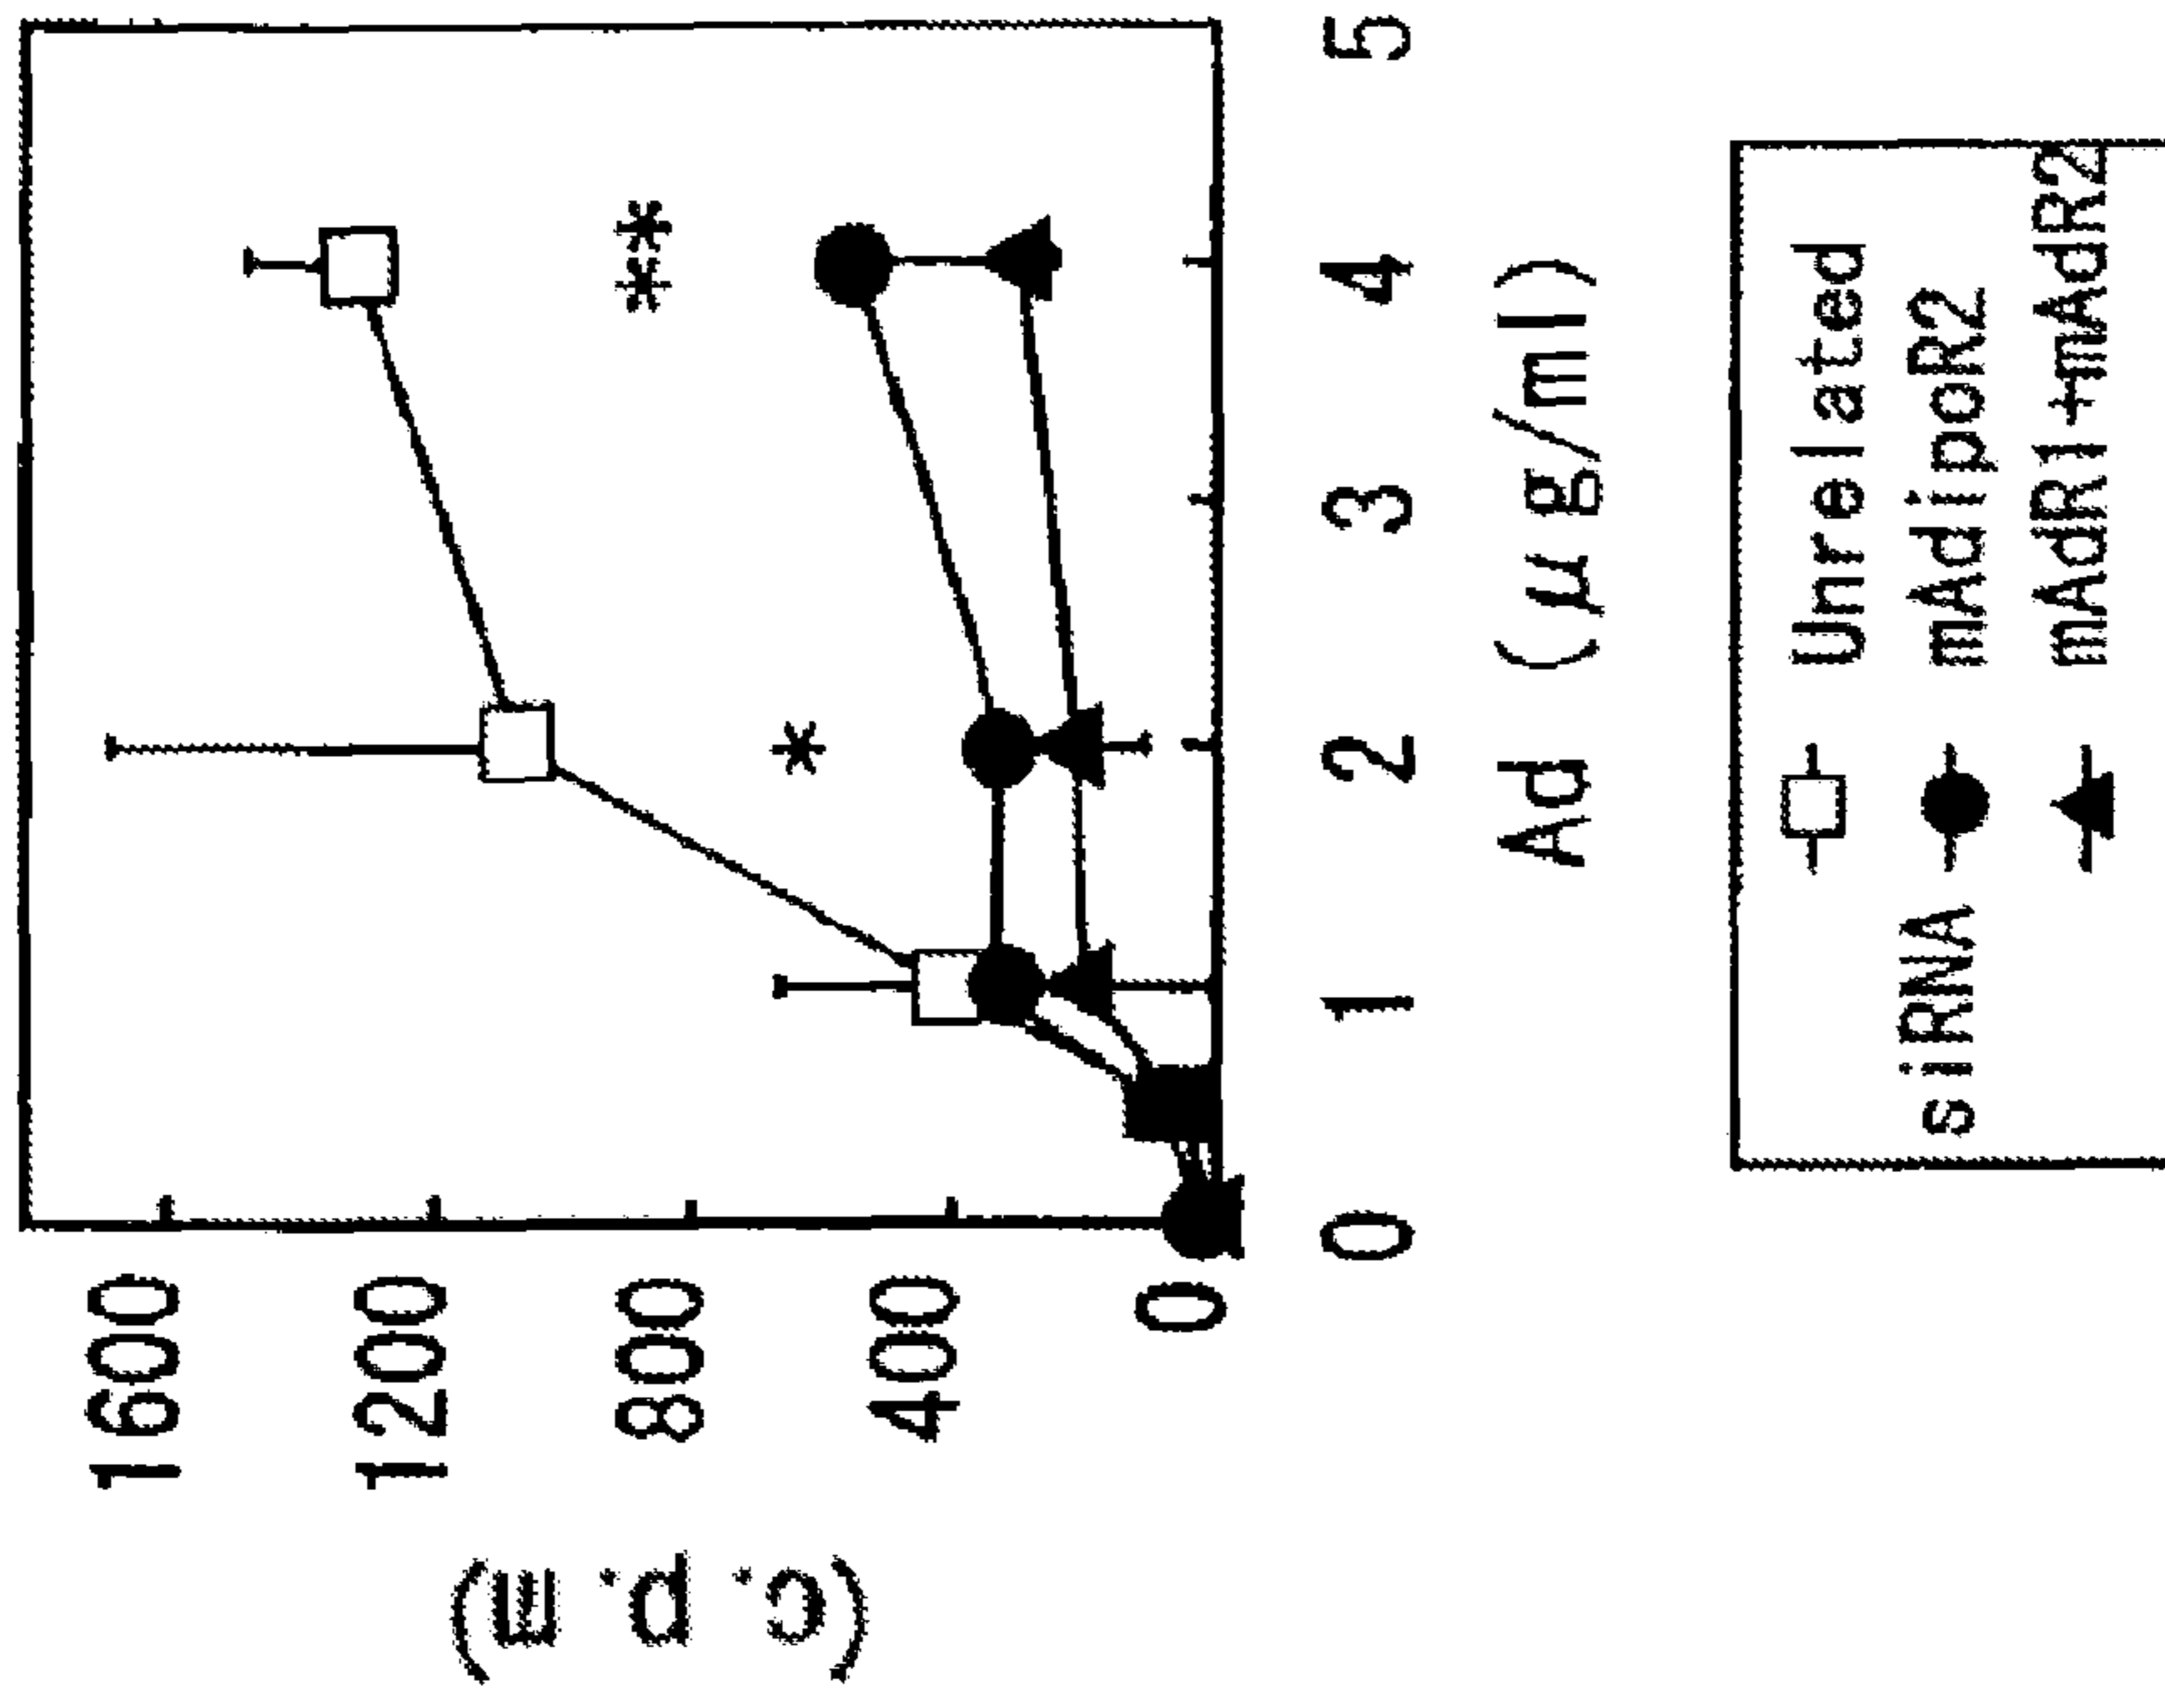 (c. p. m)
1600
1200
800
400
0
**
*
0 1 2 3 4 5
Ad (μg/ml)
Unrelated
siRNA mAdipoR2
mAdR1+mAdR2